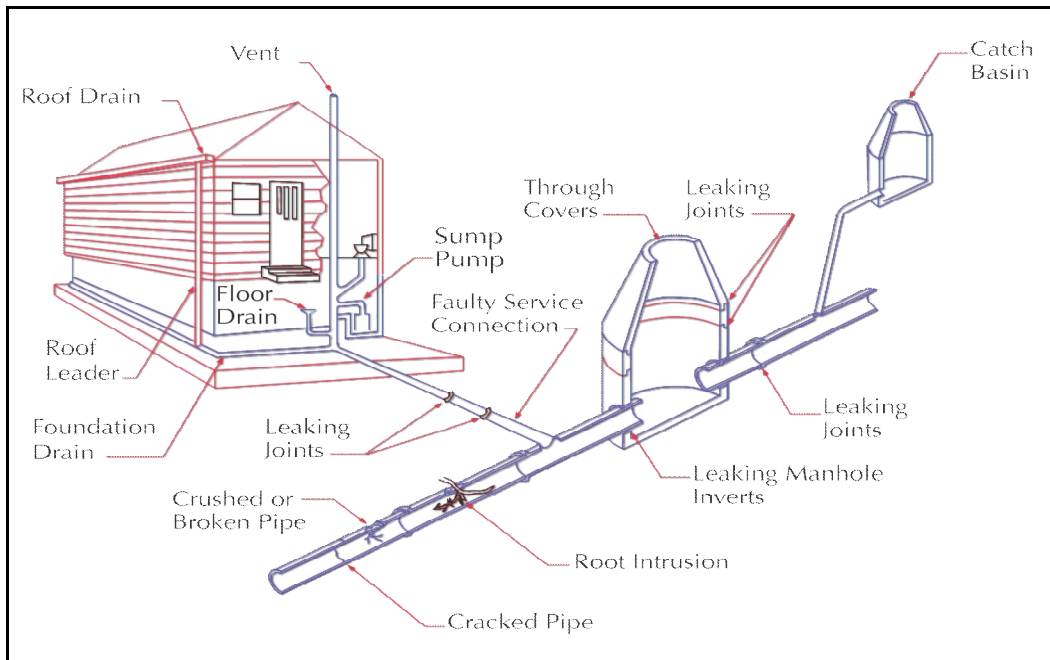 Vent
Catch
Basin
Roof Drain
Through
Covers
Leaking
Joints
Sump
Pump
Floor
Drain
Faulty Service
Connection
Roof
Leader
Foundation
Drain
Leaking
Joints
Leaking
Joints
Leaking Manhole
Inverts
Crushed or
Broken Pipe
Root Intrusion
Cracked Pipe